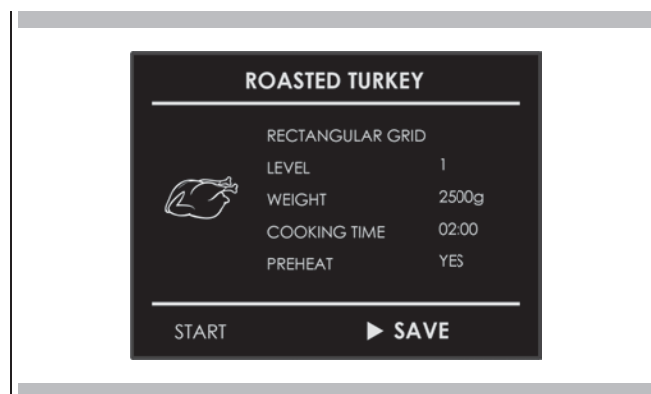 ROASTED TURKEY
RECTANGULAR GRID
LEVEL 1
WEIGHT 2500g
COOKING TIME 02:00
PREHEAT YES
START ▶ SAVE